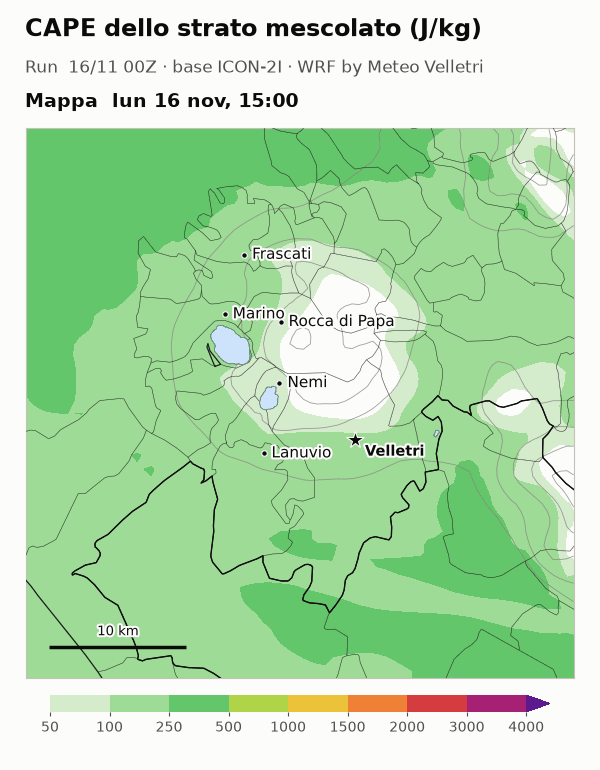 CAPE dello strato mescolato (J/kg)
Run  16/11 00Z · base ICON-2I · WRF by Meteo Velletri
Mappa  lun 16 nov, 15:00
Frascati
Marino
Rocca di Papa
Nemi
Velletri
Lanuvio
10 km
50 100 250 500 1000 1500 2000 3000 4000